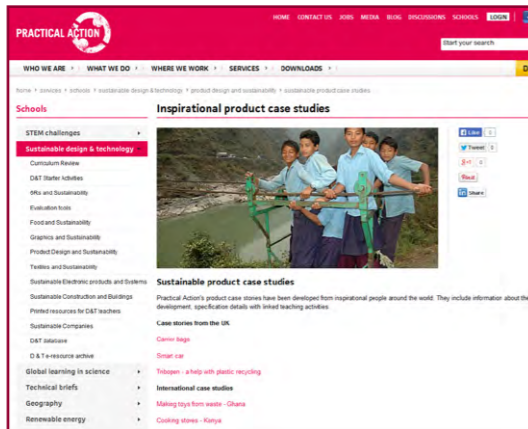 HOME CONTACT US JOBS MEDIA BLOG DISCUSSIONS SCHOOLS LOGIN
PRACTICAL ACTION
Start your search
WHO WE ARE WHAT WE DO WHERE WE WORK SERVICES DOWNLOADS
home services schools sustainable design & technology product design and sustainability sustainable product case studies
Schools
Inspirational product case studies
STEM challenges
Sustainable design & technology
Curriculum Review
D&T Starter Activities
6Rs and Sustainability
Evaluation tools
Food and Sustainability
Graphics and Sustainability
Product Design and Sustainability
Textiles and Sustainability
Sustainable Electronic products and Systems
Sustainable Construction and Buildings
Printed resources for D&T teachers
Sustainable Companies
D&T database
D & T e-resource archive
Global learning in science
Technical briefs
Geography
Renewable energy
Like 5
Tweet 3
g+1 0
Pin it
Share
Sustainable product case studies
Practical Action's product case stories have been developed from inspirational people around the world. They include information about the
development, specification details with linked teaching activities.
Case stories from the UK
Carrier bags
Smart car
Tribopen - a help with plastic recycling.
International case studies
Making toys form waste - Ghana
Cooking stoves - Kenya